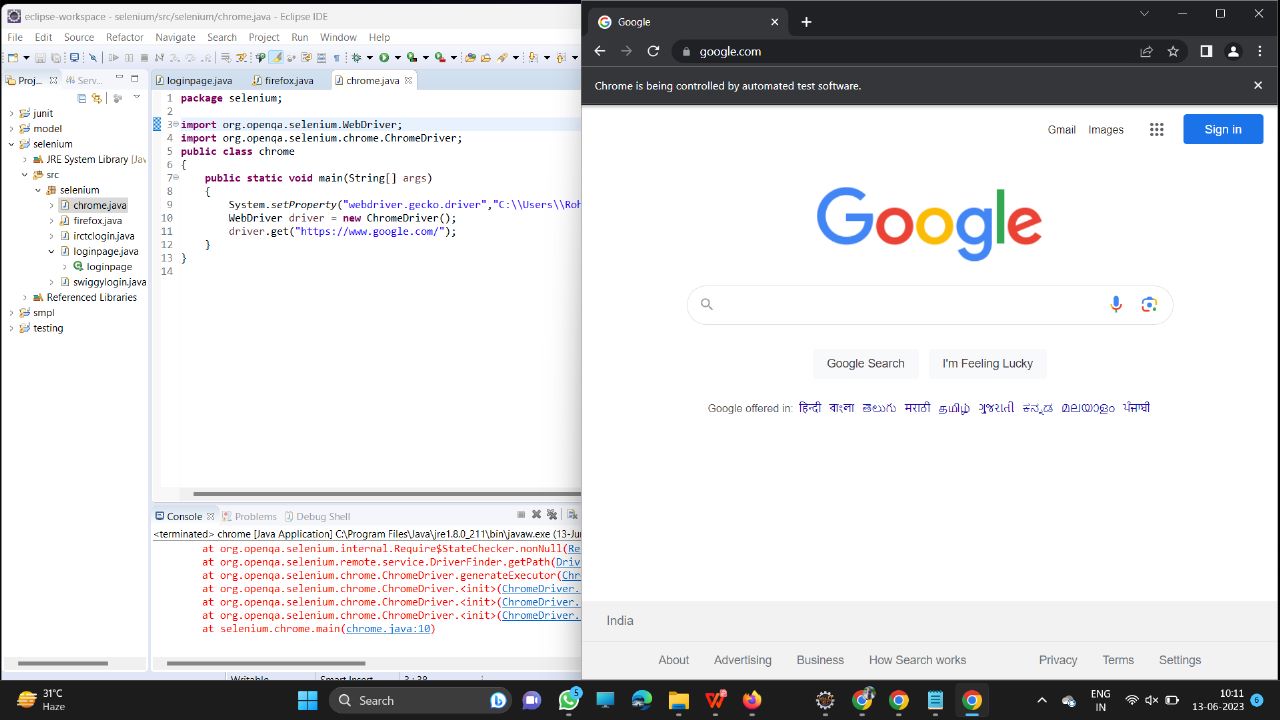 eclipse-workspace - selenium/src/selenium/chrome.java - Eclipse IDE
File Edit Source Refactor Navigate Search Project Run Window Help
Proj... Serv...
junit
model
selenium
JRE System Library [Jav
src
selenium
chrome.java
firefox.java
irctclogin.java
loginpage.java
loginpage
swiggylogin.java
Referenced Libraries
smpl
testing
loginpage.java firefox.java chrome.java
1 package selenium;
2
3 import org.openqa.selenium.WebDriver;
4 import org.openqa.selenium.chrome.ChromeDriver;
5 public class chrome
6 {
7 public static void main(String[] args)
8 {
9 System.setProperty("webdriver.gecko.driver","C:\\Users\\Roh
10 WebDriver driver = new ChromeDriver();
11 driver.get("https://www.google.com/");
12 }
13 }
14
Console Problems Debug Shell
<terminated> chrome [Java Application] C:\Program Files\Java\jre1.8.0_211\bin\javaw.exe (13-Jun
at org.openqa.selenium.internal.Require$StateChecker.nonNull(Re
at org.openqa.selenium.remote.service.DriverFinder.getPath(Driv
at org.openqa.selenium.chrome.ChromeDriver.generateExecutor(Chr
at org.openqa.selenium.chrome.ChromeDriver.<init>(ChromeDriver.
at org.openqa.selenium.chrome.ChromeDriver.<init>(ChromeDriver.
at org.openqa.selenium.chrome.ChromeDriver.<init>(ChromeDriver.
at selenium.chrome.main(chrome.java:10)
Writable Smart Insert 3 : 38
Google
google.com
Chrome is being controlled by automated test software.
Gmail Images Sign in
Google
Google Search I'm Feeling Lucky
Google offered in: हिन्दी বাংলা తెలుగు मराठी தமிழ் ગુજરાતી ಕನ್ನಡ മലയാളം ਪੰਜਾਬੀ
India
About Advertising Business How Search works Privacy Terms Settings
31°C
Haze
Search
5
ENG
IN
10:11
13-06-2023
6